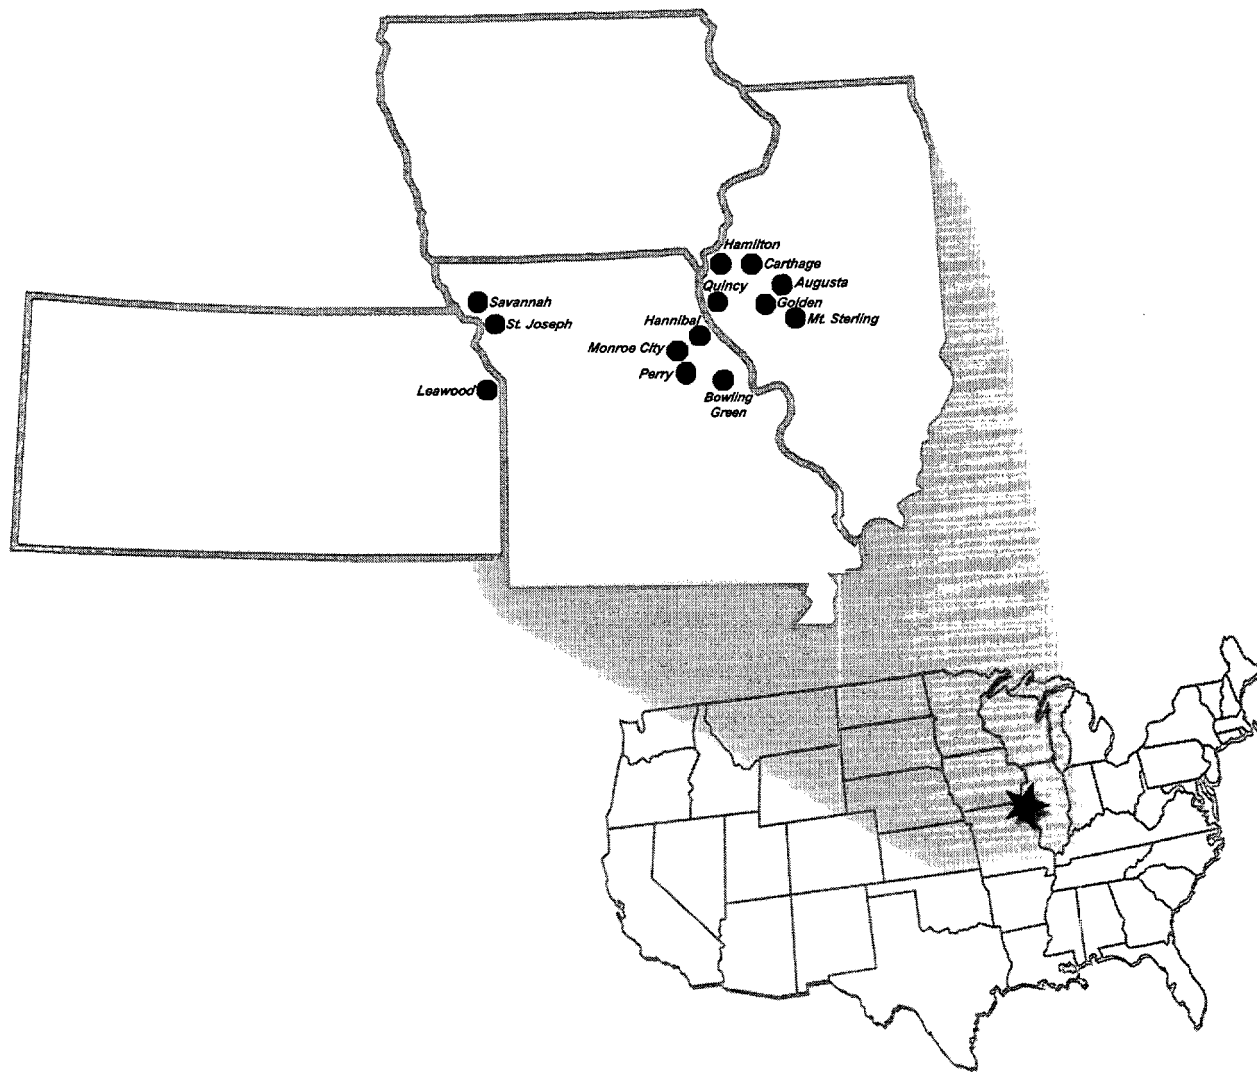 Hamilton
Carthage
Augusta
Quincy
Golden
Mt. Sterling
Savannah
St. Joseph
Hannibal
Monroe City
Perry
Leawood
Bowling
Green